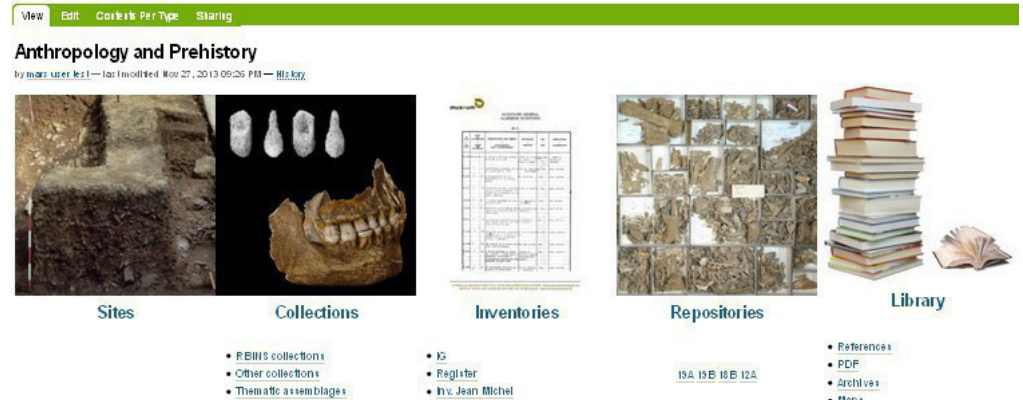 View Edit Contents Per Type Sharing
Anthropology and Prehistory
by mars user test — last modified Nov 27, 2013 09:26 PM — History
Sites
Collections
Inventories
Repositories
Library
• RBINS collections
• Other collections
• Thematic assemblages
• IG
• Register
• Inv. Jean Michel
19A 19B 18B 12A
• References
• PDF
• Archives
• Maps